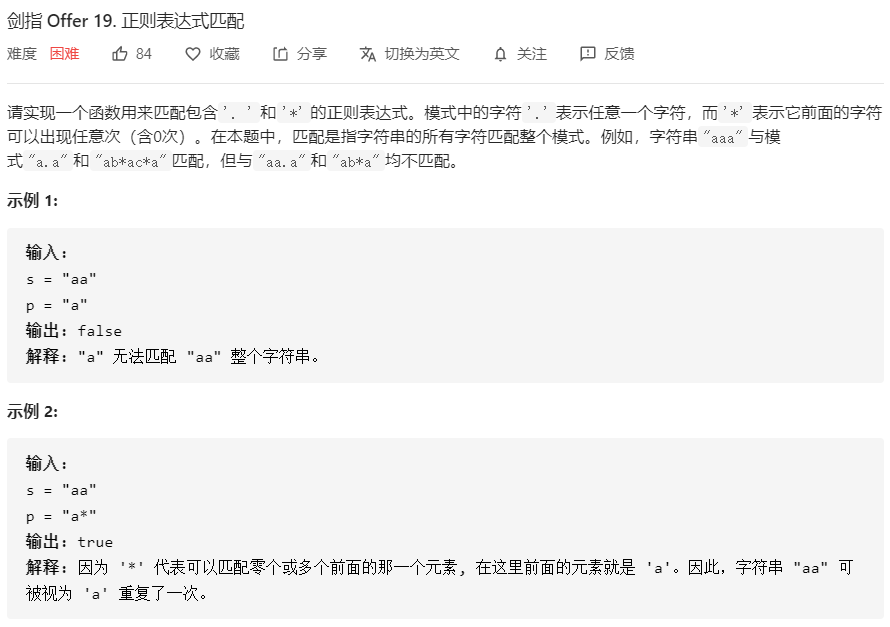 剑指 Offer 19. 正则表达式匹配
难度 困难 84 收藏 分享 切换为英文 关注 反馈
请实现一个函数用来匹配包含'. '和'*'的正则表达式。模式中的字符'.'表示任意一个字符，而'*'表示它前面的字符
可以出现任意次（含0次）。在本题中，匹配是指字符串的所有字符匹配整个模式。例如，字符串"aaa"与模
式"a.a"和"ab*ac*a"匹配，但与"aa.a"和"ab*a"均不匹配。
示例 1:
输入:
s = "aa"
p = "a"
输出: false
解释: "a" 无法匹配 "aa" 整个字符串。
示例 2:
输入:
s = "aa"
p = "a*"
输出: true
解释: 因为 '*' 代表可以匹配零个或多个前面的那一个元素, 在这里前面的元素就是 'a'。因此，字符串 "aa" 可
被视为 'a' 重复了一次。